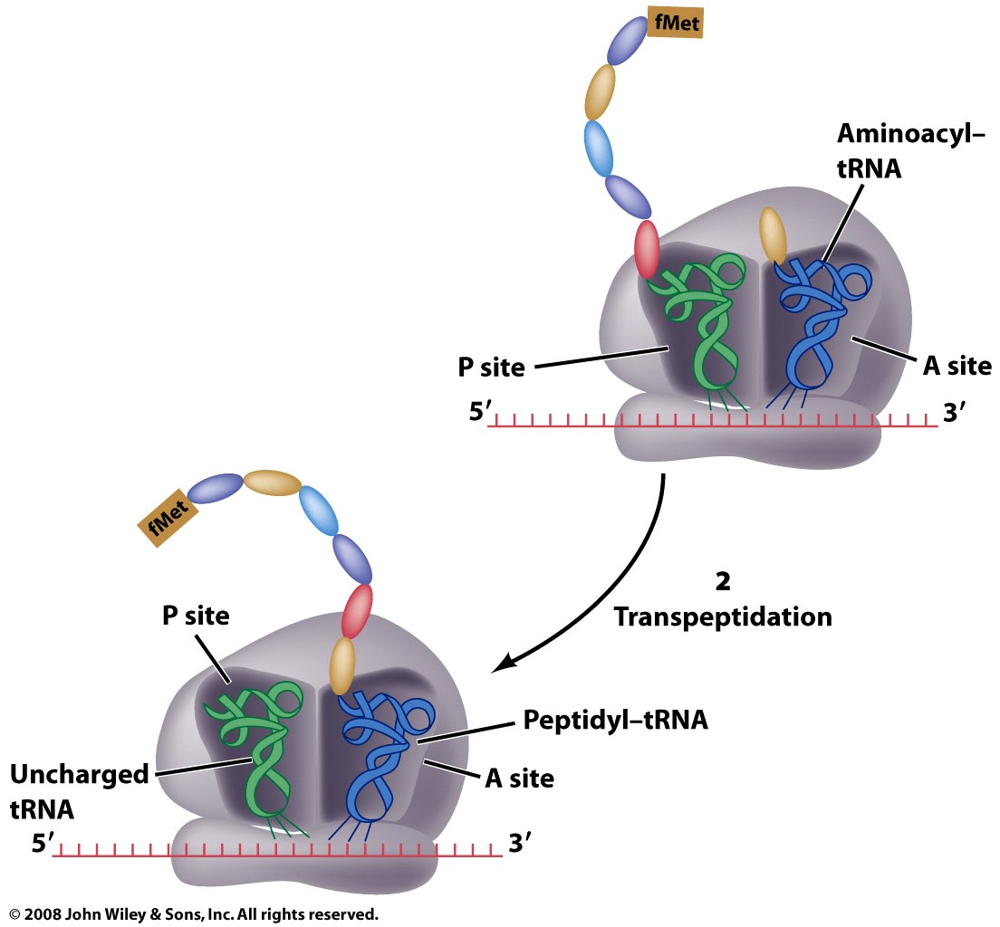 fMet
Aminoacyl–
tRNA
P site
A site
5′
3′
fMet
2
Transpeptidation
P site
Peptidyl–tRNA
Uncharged
tRNA
A site
5′
3′
© 2008 John Wiley & Sons, Inc. All rights reserved.